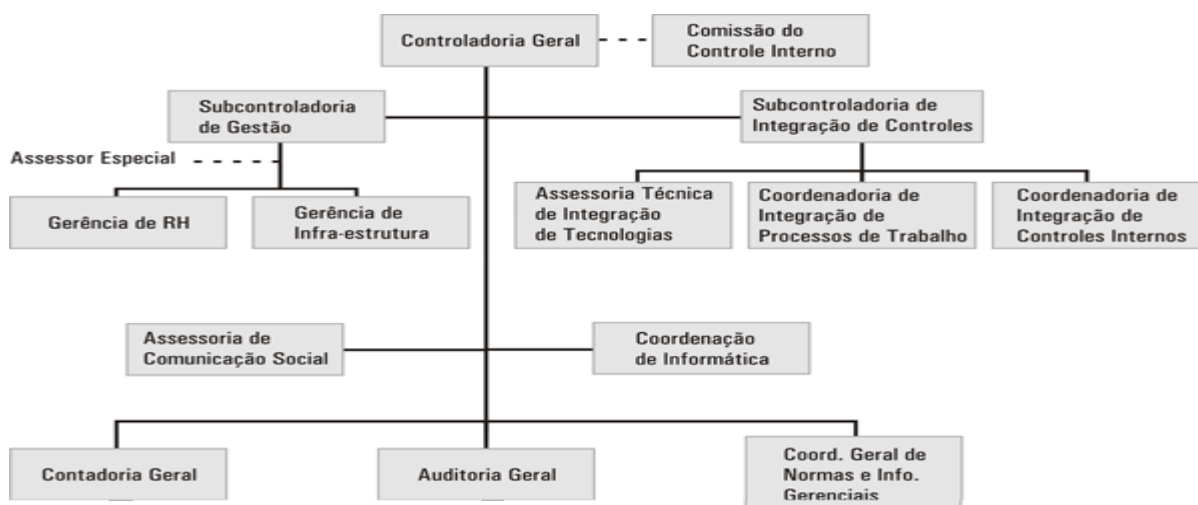 Controladoria Geral
Comissão do
Controle Interno
Subcontroladoria
de Gestão
Subcontroladoria de
Integração de Controles
Assessor Especial
Gerência de RH
Gerência de
Infra-estrutura
Assessoria Técnica
de Integração
de Tecnologias
Coordenadoria de
Integração de
Processos de Trabalho
Coordenadoria de
Integração de
Controles Internos
Assessoria de
Comunicação Social
Coordenação
de Informática
Contadoria Geral
Auditoria Geral
Coord. Geral de
Normas e Info.
Gerenciais